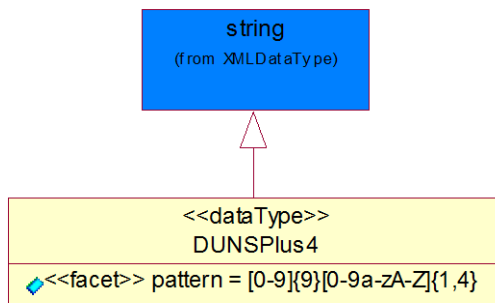 string
(from XMLDataType)
<<dataType>>
DUNSPlus4
<<facet>> pattern = [0-9]{9}[0-9a-zA-Z]{1,4}